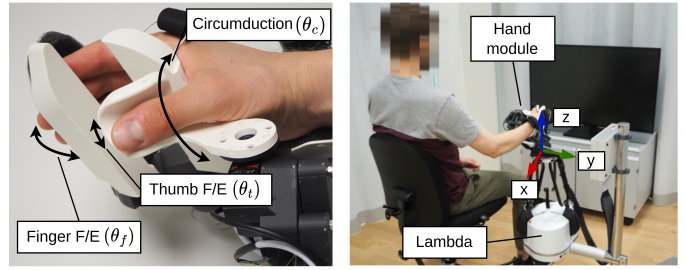 Circumduction (θc)
Thumb F/E (θt)
Finger F/E (θf)
Hand
module
z
y
x
Lambda